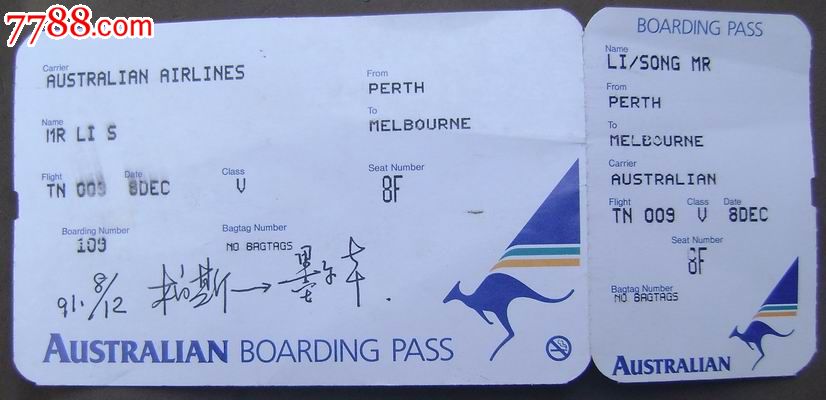 7788.com
Carrier
AUSTRALIAN AIRLINES
From
PERTH
Name
MR LI S
To
MELBOURNE
Flight Date Class Seat Number
TN 009 8DEC V 8F
Boarding Number Bagtag Number
109 NO BAGTAGS
91. 8/12 柏斯→墨尔本.
AUSTRALIAN BOARDING PASS
BOARDING PASS
Name
LI/SONG MR
From
PERTH
To
MELBOURNE
Carrier
AUSTRALIAN
Flight Class Date
TN 009 V 8DEC
Seat Number
8F
Bagtag Number
NO BAGTAGS
AUSTRALIAN